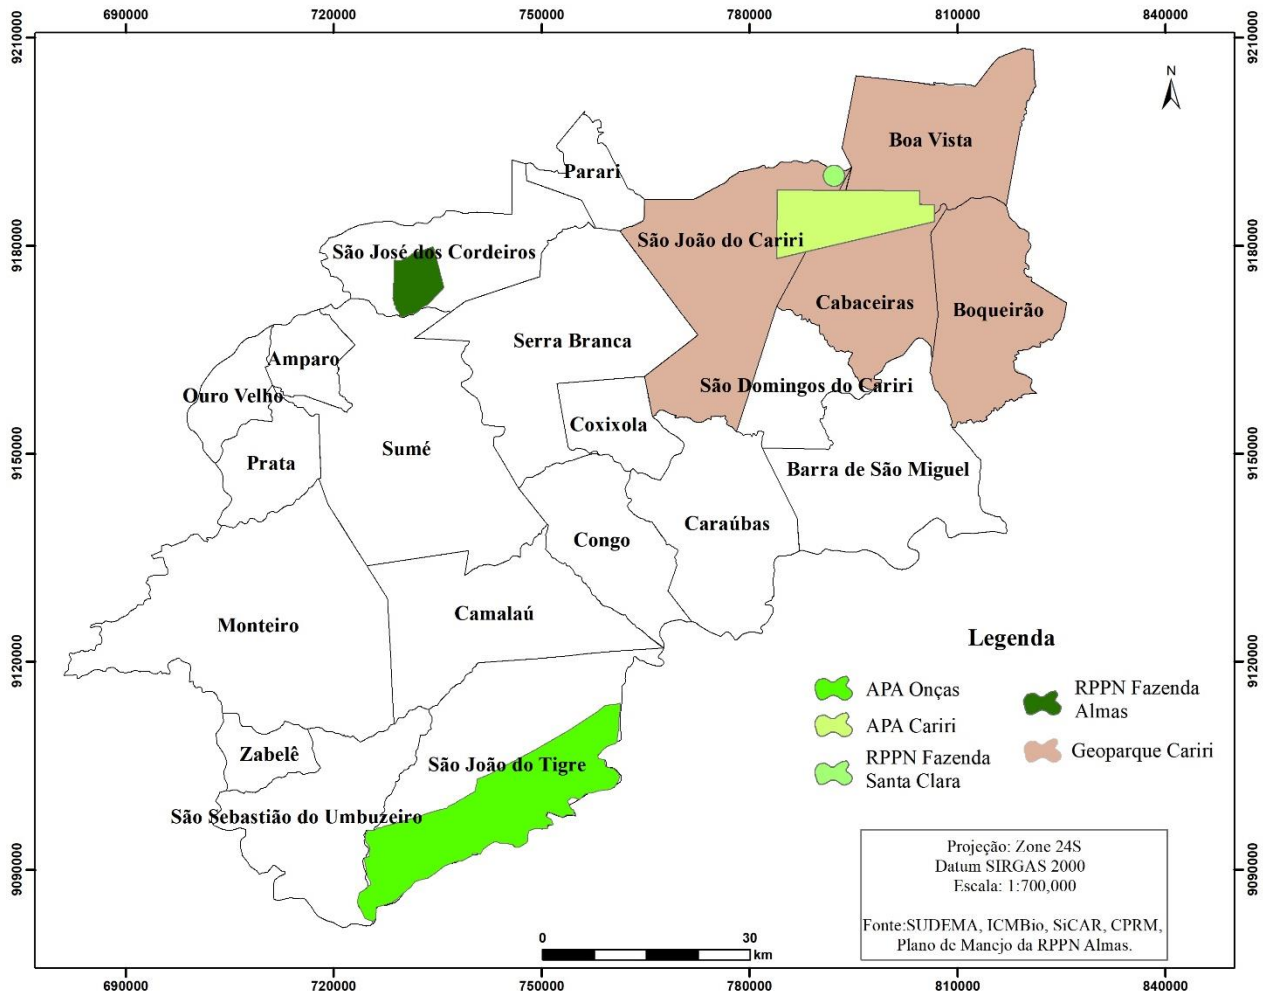 690000
720000
750000
780000
810000
840000
9210000
9210000
N
Boa Vista
Parari
São João do Cariri
São José dos Cordeiros
9180000
9180000
Cabaceiras
Boqueirão
Serra Branca
Amparo
São Domingos do Cariri
Ouro Velho
Coxixola
Sumé
Prata
Barra de São Miguel
9150000
9150000
Caraúbas
Congo
Camalaú
Monteiro
9120000
9120000
Legenda
APA Onças
APA Cariri
RPPN Fazenda
Santa Clara
RPPN Fazenda
Almas
Geoparque Cariri
Zabelê
São João do Tigre
São Sebastião do Umbuzeiro
9090000
9090000
Projeção: Zone 24S
Datum SIRGAS 2000
Escala: 1:700,000
Fonte:SUDEMA, ICMBio, SiCAR, CPRM,
Plano de Manejo da RPPN Almas.
0
30
km
690000
720000
750000
780000
810000
840000